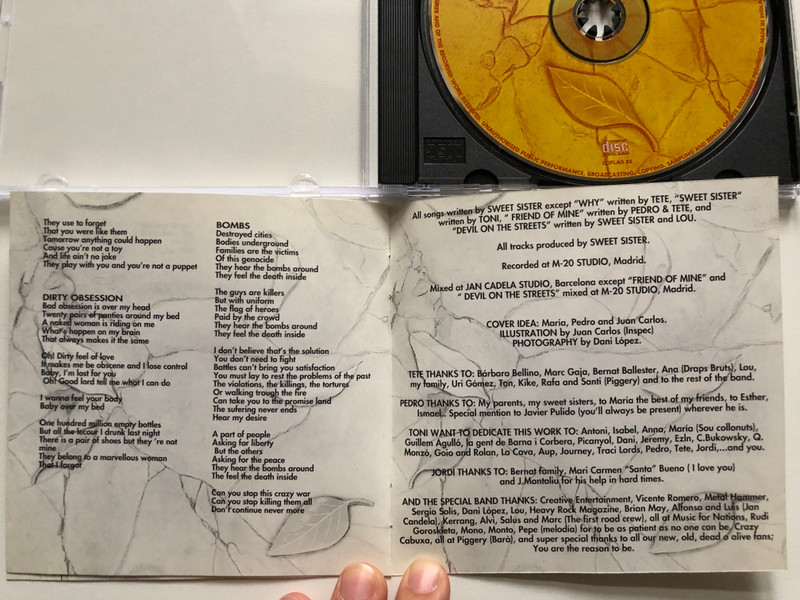 They use to forget
That you were like them
Tomorrow anything could happen
Cause you're not a toy
And life ain't no jake
They play with you and you're not a puppet
DIRTY OBSESSION
Bad obsession is over my head
Twenty pairs of panties around my bed
A naked woman is riding on me
What's happen on my brain
That always makes it the same
Oh! Dirty feel of love
It makes me be obscene and I lose control
Baby, I'm lost for you
Oh! Good lord tell me what I can do
I wanna feel your body
Baby over my bed
One hundred million empty bottles
But all the lecour I drunk last night
There is a pair of shoes but they're not
mine
They belong to a marvellous woman
That I forgot
BOMBS
Destroyed cities
Bodies underground
Families are the victims
Of this genocide
They hear the bombs around
They feel the death inside
The guys are killers
But with uniform
The flag of heroes
Paid by the crowd
They hear the bombs around
They feel the death inside
I don't believe that's the solution
You don't need to fight
Battles can't bring you satisfaction
You must lay to rest the problems of the past
The violations, the killings, the tortures
Or walking trough the fire
Can take you to the promise land
The sufering never ends
Hear my desire
A part of people
Asking for liberty
But the others
Asking for the peace
They hear the bombs around
The feel the death inside
Can you stop this crazy war
Can you stop killing them all
Don't continue never more
All songs written by SWEET SISTER except "WHY" written by TETE, "SWEET SISTER"
written by TONI, " FRIEND OF MINE" written by PEDRO & TETE, and
"DEVIL ON THE STREETS" written by SWEET SISTER and LOU.
All tracks produced by SWEET SISTER.
Recorded at M-20 STUDIO, Madrid.
Mixed at JAN CADELA STUDIO, Barcelona except "FRIEND OF MINE" and
" DEVIL ON THE STREETS" mixed at M-20 STUDIO, Madrid.
COVER IDEA: Maria, Pedro and Juan Carlos.
ILLUSTRATION by Juan Carlos (Inspec)
PHOTOGRAPHY by Dani López.
TETE THANKS TO: Bárbara Bellino, Marc Gaja, Bernat Ballester, Ana (Draps Bruts), Lou,
my family, Uri Gómez, Ton, Kike, Rafa and Santi (Piggery) and to the rest of the band.
PEDRO THANKS TO: My parents, my sweet sisters, to Maria the best of my friends, to Esther,
Ismael.. Special mention to Javier Pulido (you'll always be present) wherever he is.
TONI WANT TO DEDICATE THIS WORK TO: Antoni, Isabel, Anna, Maria (Sou collonuts),
Guillem Agulló, la gent de Barna i Corbera, Picanyol, Dani, Jeremy, Ezln, C.Bukowsky, Q.
Monzó, Goio and Rolan, La Cava, Aup, Journey, Traci Lords, Pedro, Tete, Jordi,...and you.
JORDI THANKS TO: Bernat family, Mari Carmen "Santa" Bueno ( I love you)
and J.Montoliu for his help in hard times.
AND THE SPECIAL BAND THANKS: Creative Entertainment, Vicente Romero, Metal Hammer,
Sergio Solis, Dani López, Lou, Heavy Rock Magazine, Brian May, Alfonso and Luis (Jan
Candela), Kerrang, Alvi, Salus and Marc (The first road crew), all at Music for Nations, Rudi
Goroskieta, Mano, Monto, Pepe (melodia) for to be as patient as no one can be, Crazy
Cabuxa, all at Piggery (Barà), and super special thanks to all our new, old, dead o alive fans;
You are the reason to be.
UNAUTHORISED PUBLIC PERFORMANCE, BROADCASTING, COPYING, SAMPLING AND RENTAL OF
disc